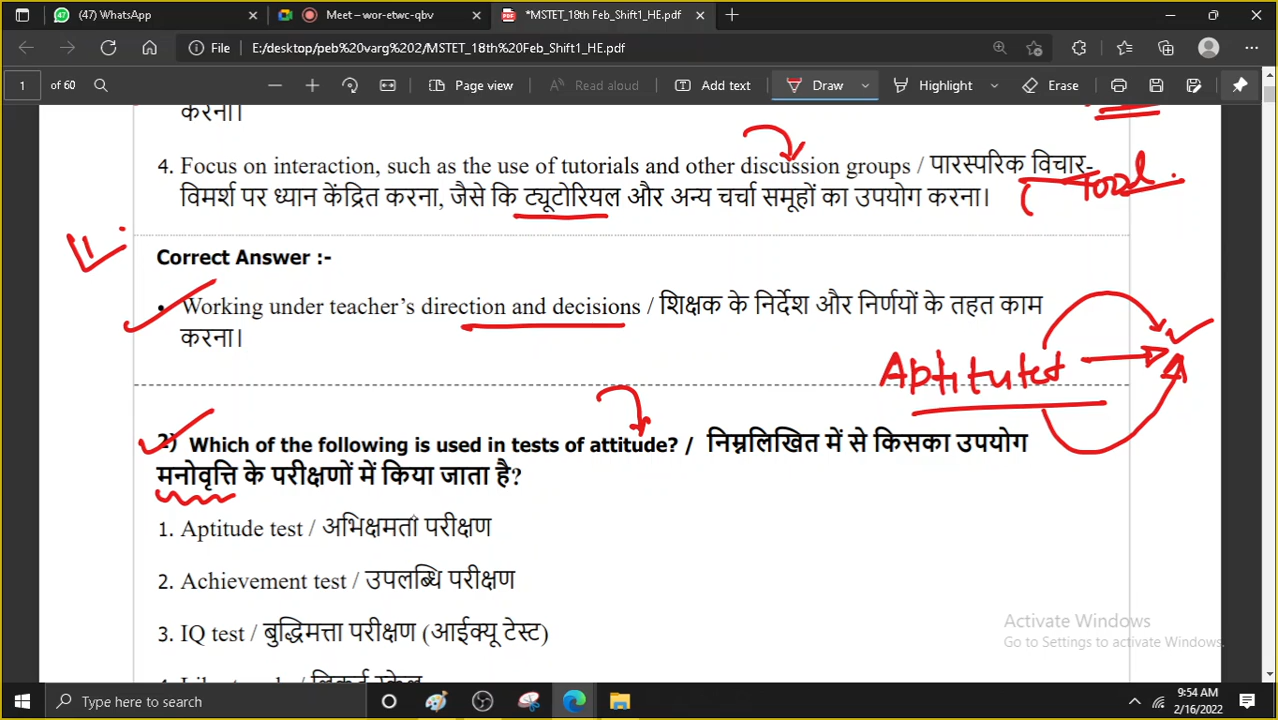 (47) WhatsApp
Meet – wor-etwc-qbv
*MSTET_18th Feb_Shift1_HE.pdf
File
E:/desktop/peb%20varg%202/MSTET_18th%20Feb_Shift1_HE.pdf
1 of 60
Page view
Read aloud
Add text
Draw
Highlight
Erase
करना।
4. Focus on interaction, such as the use of tutorials and other discussion groups / पारस्परिक विचार-
विमर्श पर ध्यान केंद्रित करना, जैसे कि ट्यूटोरियल और अन्य चर्चा समूहों का उपयोग करना।
Correct Answer :-
• Working under teacher's direction and decisions / शिक्षक के निर्देश और निर्णयों के तहत काम
करना।
2) Which of the following is used in tests of attitude? / निम्नलिखित में से किसका उपयोग
मनोवृत्ति के परीक्षणों में किया जाता है?
1. Aptitude test / अभिक्षमता परीक्षण
2. Achievement test / उपलब्धि परीक्षण
3. IQ test / बुद्धिमत्ता परीक्षण (आईक्यू टेस्ट)
Activate Windows
Go to Settings to activate Windows.
Type here to search
9:54 AM
2/16/2022